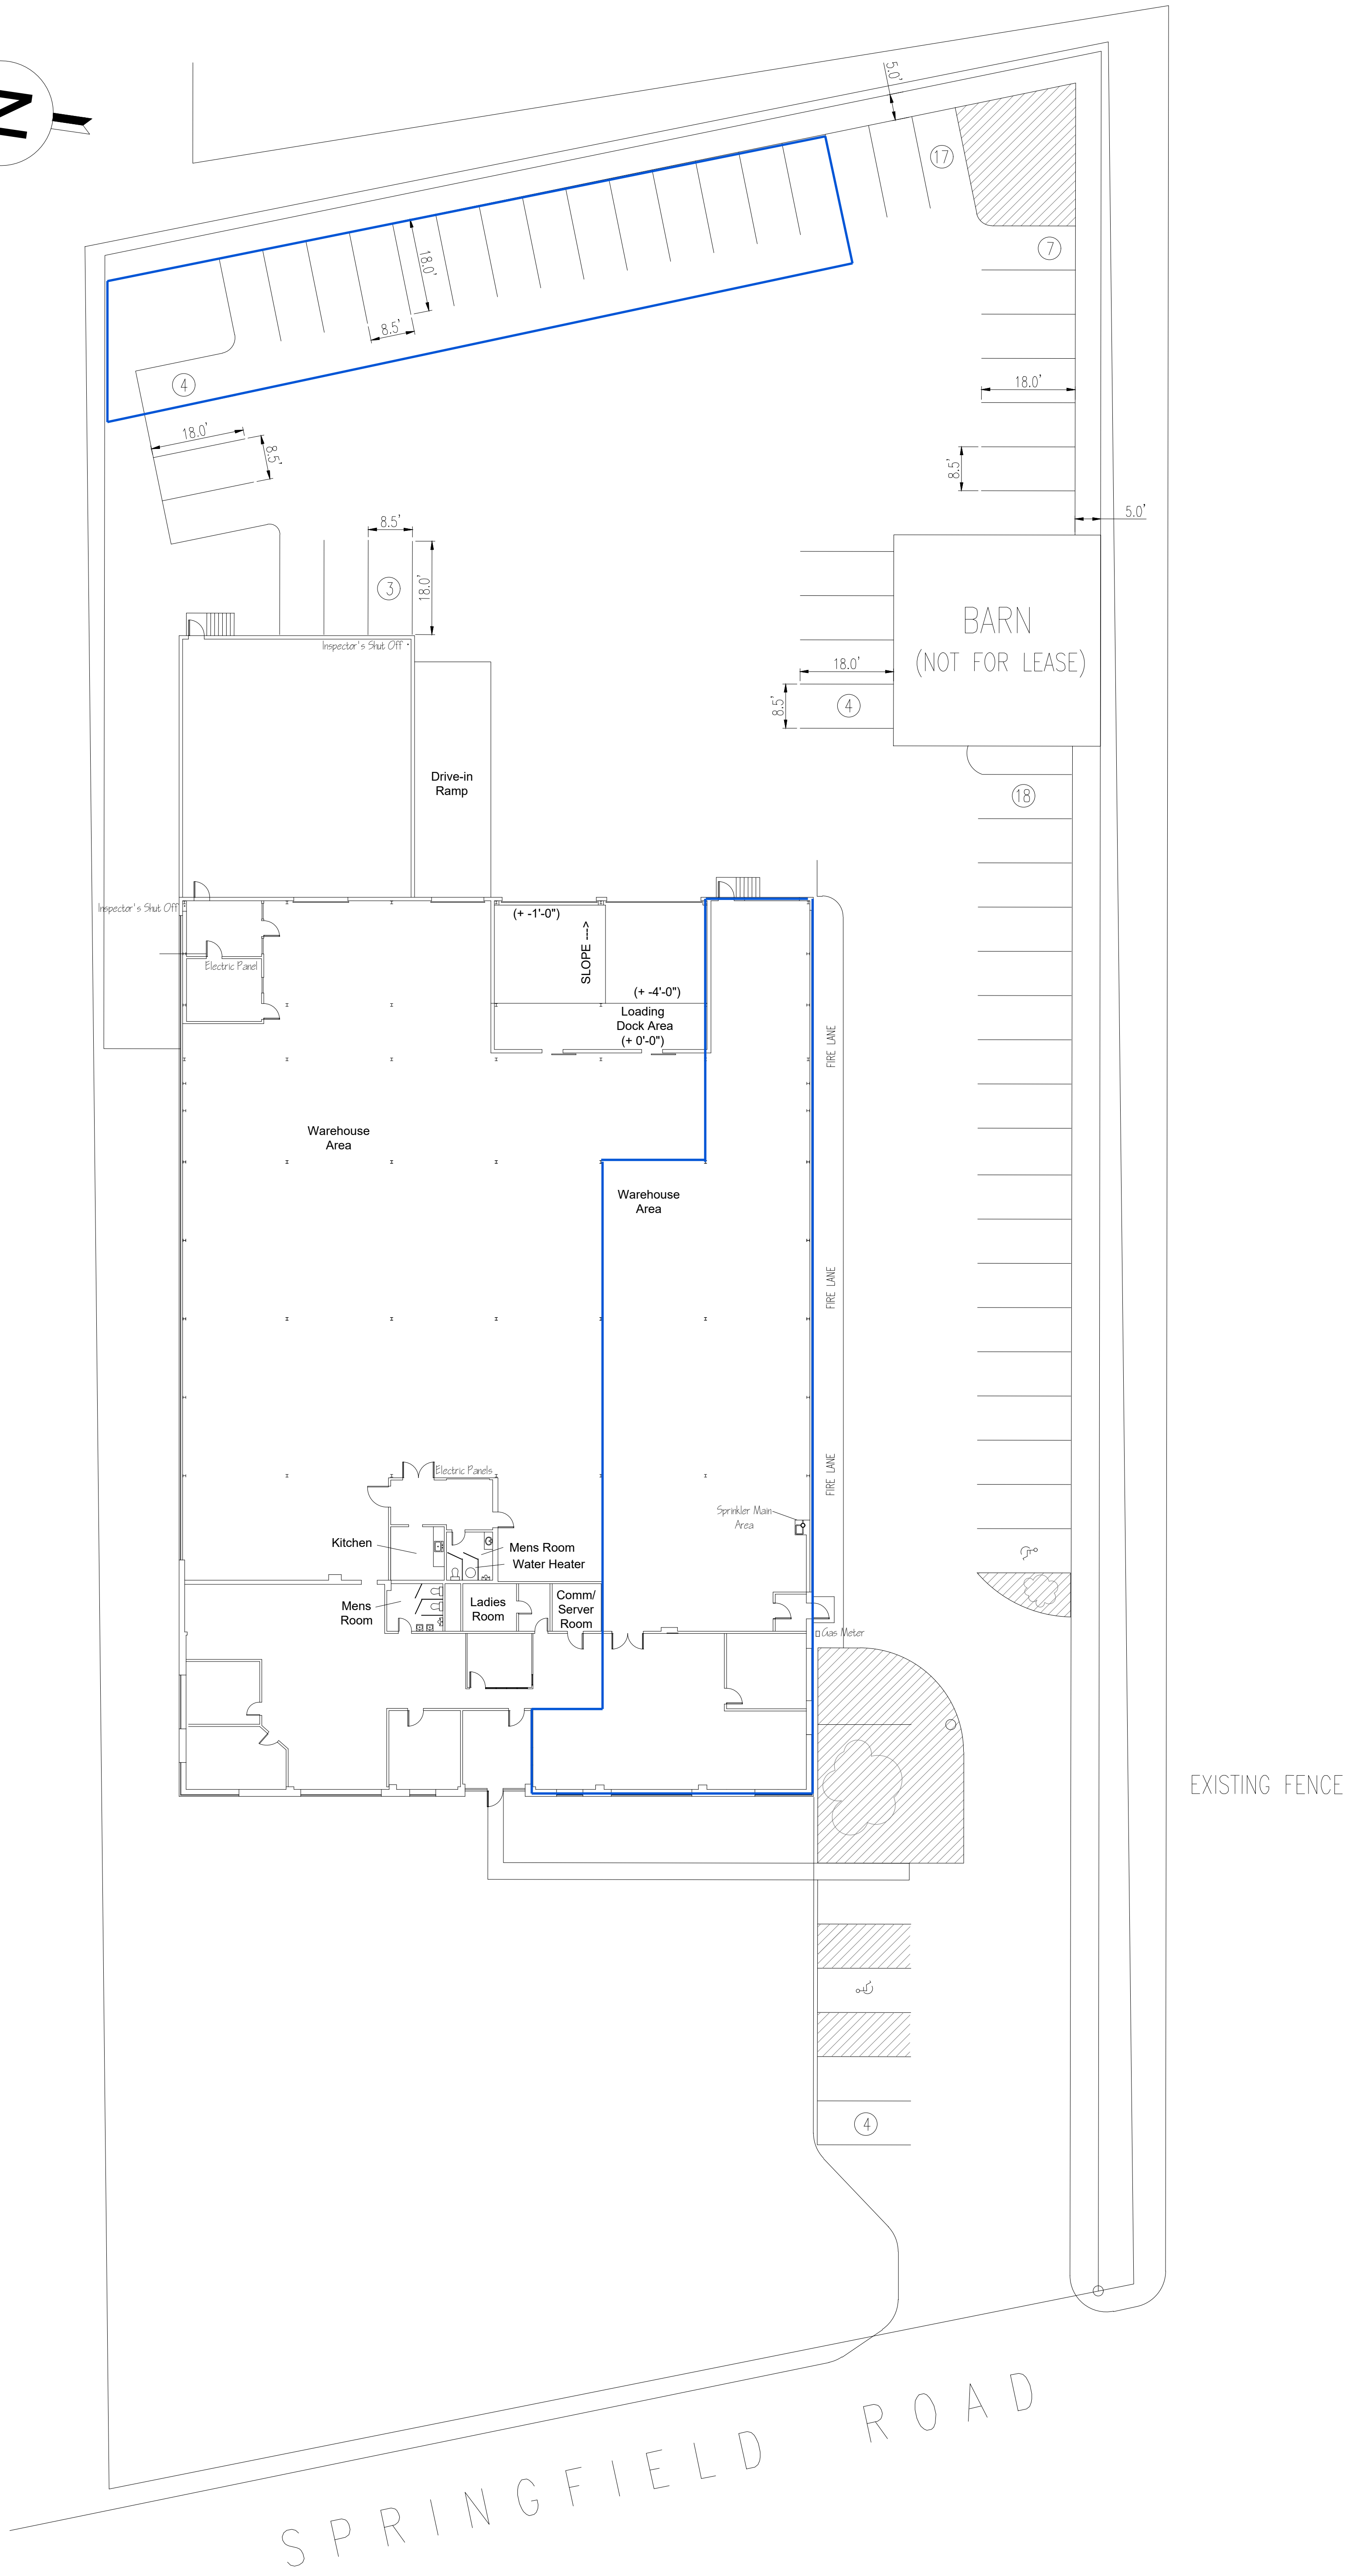 N
5.0'
17
7
18.0'
8.5'
4
18.0'
8.5'
18.0'
8.5'
5.0'
8.5'
3
18.0'
BARN
(NOT FOR LEASE)
Inspector's Shut Off
18.0'
8.5'
4
Drive-in
Ramp
18
Inspector's Shut Off
(+ -1'-0")
SLOPE --->
Electric Panel
(+ -4'-0")
Loading
Dock Area
(+ 0'-0")
FIRE LANE
Warehouse
Area
Warehouse
Area
FIRE LANE
Electric Panels
FIRE LANE
Sprinkler Main
Area
Kitchen
Mens Room
Water Heater
Mens
Room
Ladies
Room
Comm/
Server
Room
Gas Meter
EXISTING FENCE
4
SPRINGFIELD ROAD